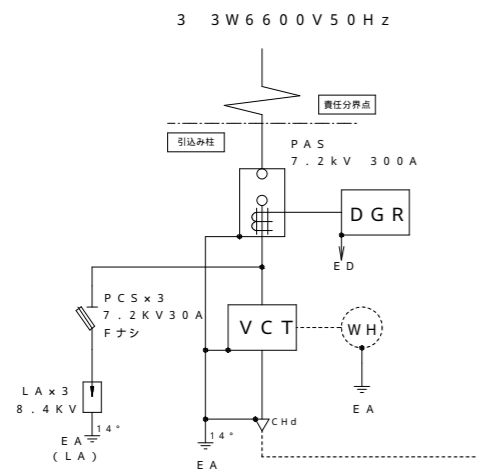 3 3W6600V50Hz
責任分界点
引込み柱
PAS
7.2kV 300A
DGR
ED
PCS×3
7.2KV30A
Fナシ
VCT
WH
LA×3
8.4KV
EA
14°
EA
(LA)
CHd
14°
EA